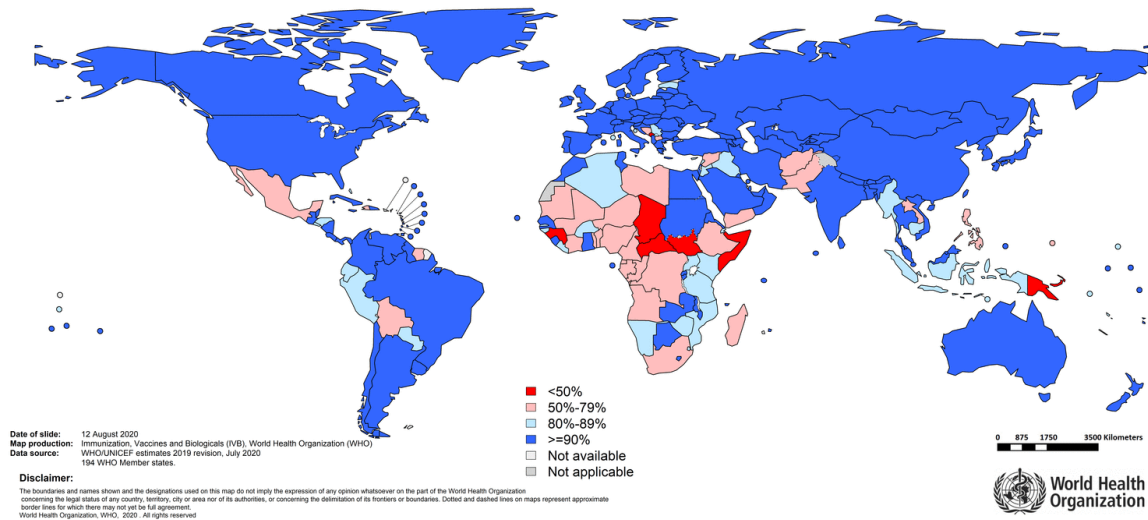 <50%
50%-79%
80%-89%
>=90%
Not available
Not applicable
Date of slide: 12 August 2020
Map production: Immunization, Vaccines and Biologicals (IVB), World Health Organization (WHO)
Data source: WHO/UNICEF estimates 2019 revision, July 2020
194 WHO Member states.
Disclaimer:
The boundaries and names shown and the designations used on this map do not imply the expression of any opinion whatsoever on the part of the World Health Organization
concerning the legal status of any country, territory, city or area nor of its authorities, or concerning the delimitation of its frontiers or boundaries. Dotted and dashed lines on maps represent approximate
border lines for which there may not yet be full agreement.
World Health Organization, WHO, 2020 . All rights reserved
0 875 1750 3500 Kilometers
World Health
Organization